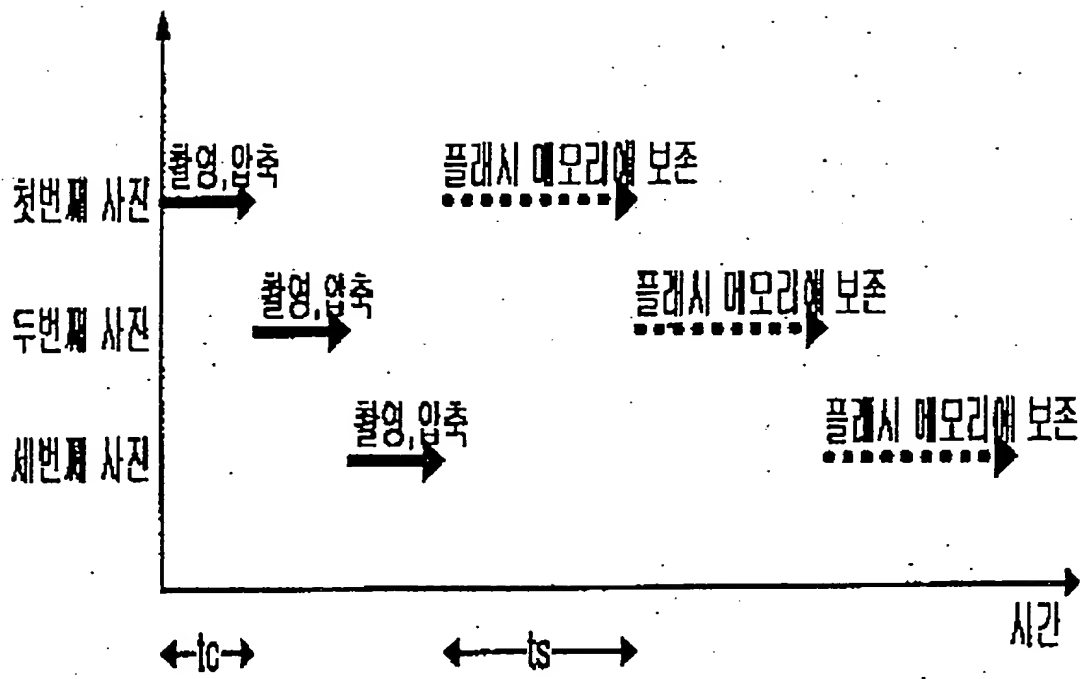 촬영,압축
플래시 메모리에 보존
첫번째 사진
촬영,압축
플래시 메모리에 보존
두번째 사진
촬영,압축
플래시 메모리에 보존
세번째 사진
시간
tc
ts